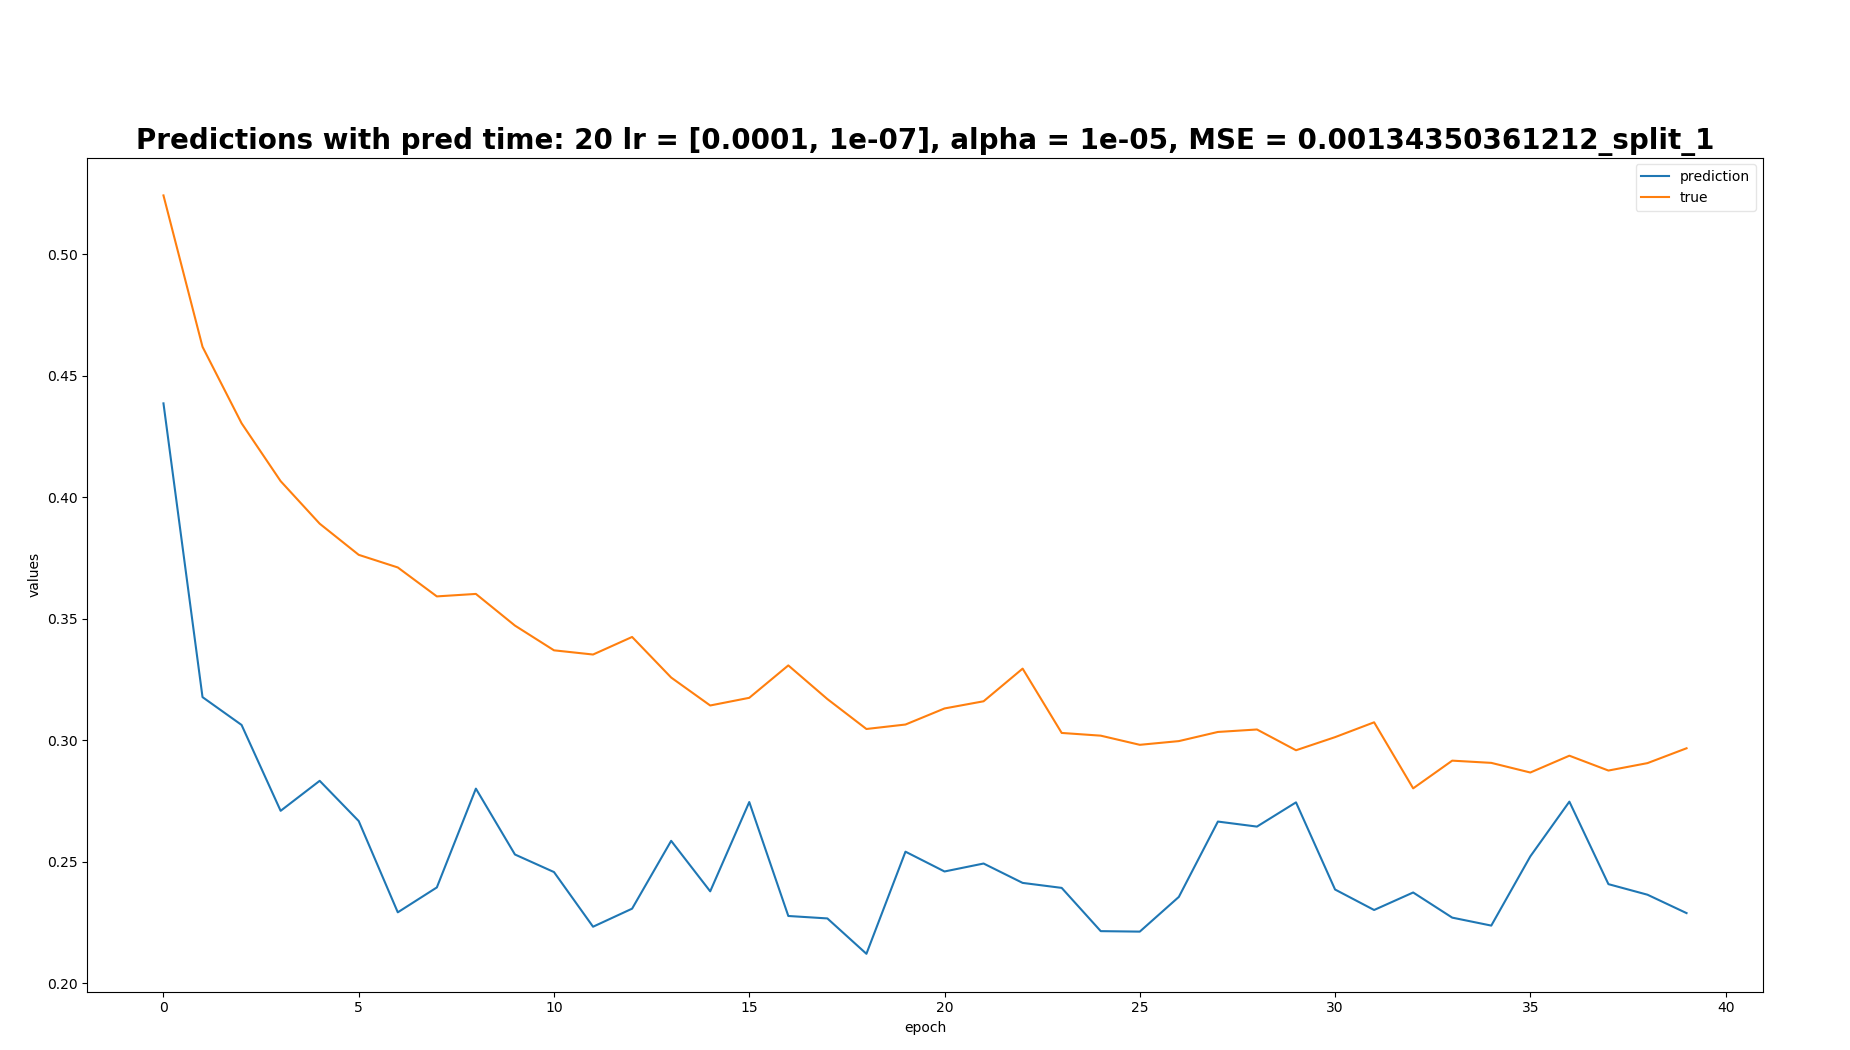 Predictions with pred time: 20 lr = [0.0001, 1e-07], alpha = 1e-05, MSE = 0.00134350361212_split_1
prediction
true
0.50
0.45
0.40
0.35
0.30
0.25
0.20
values
0 5 10 15 20 25 30 35 40
epoch